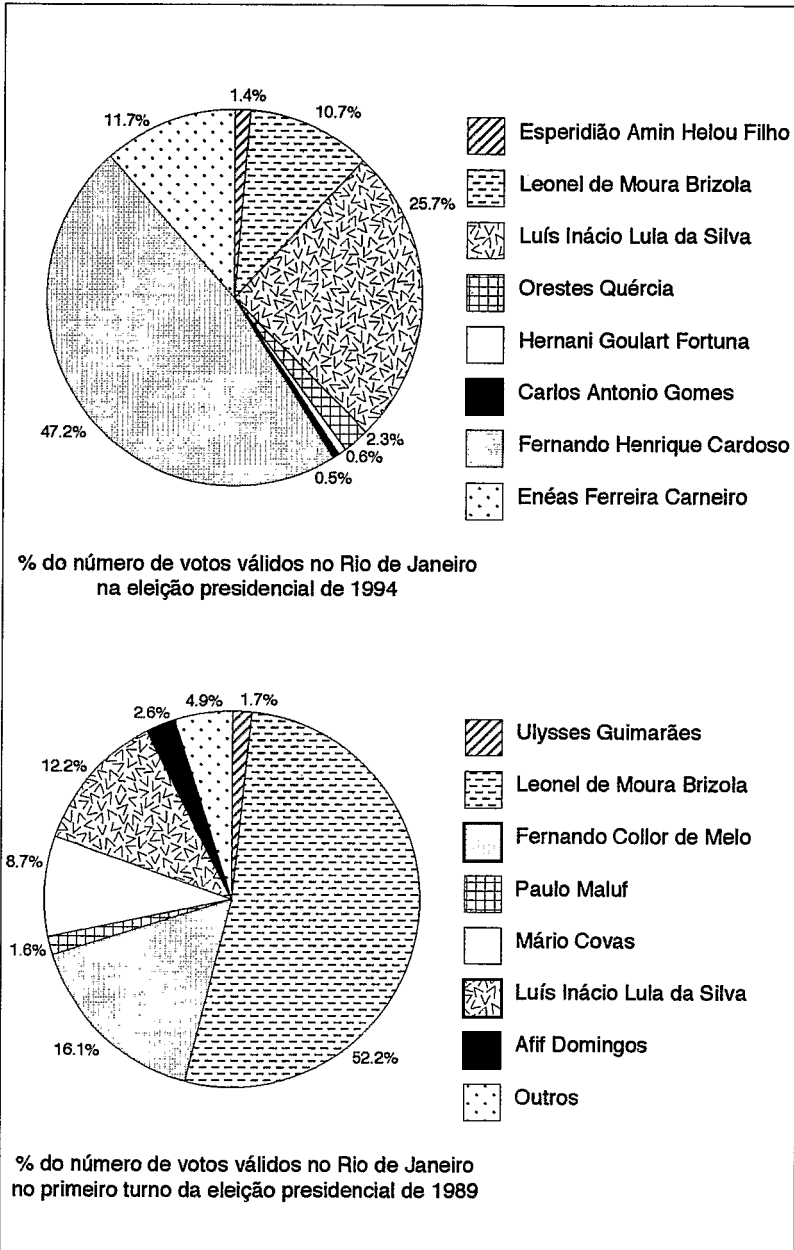 1.4%
10.7%
11.7%
25.7%
47.2%
2.3%
0.6%
0.5%
Esperidião Amin Helou Filho
Leonel de Moura Brizola
Luís Inácio Lula da Silva
Orestes Quércia
Hernani Goulart Fortuna
Carlos Antonio Gomes
Fernando Henrique Cardoso
Enéas Ferreira Carneiro
% do número de votos válidos no Rio de Janeiro
na eleição presidencial de 1994
1.7%
4.9%
2.6%
12.2%
8.7%
1.6%
16.1%
52.2%
Ulysses Guimarães
Leonel de Moura Brizola
Fernando Collor de Melo
Paulo Maluf
Mário Covas
Luís Inácio Lula da Silva
Afif Domingos
Outros
% do número de votos válidos no Rio de Janeiro
no primeiro turno da eleição presidencial de 1989